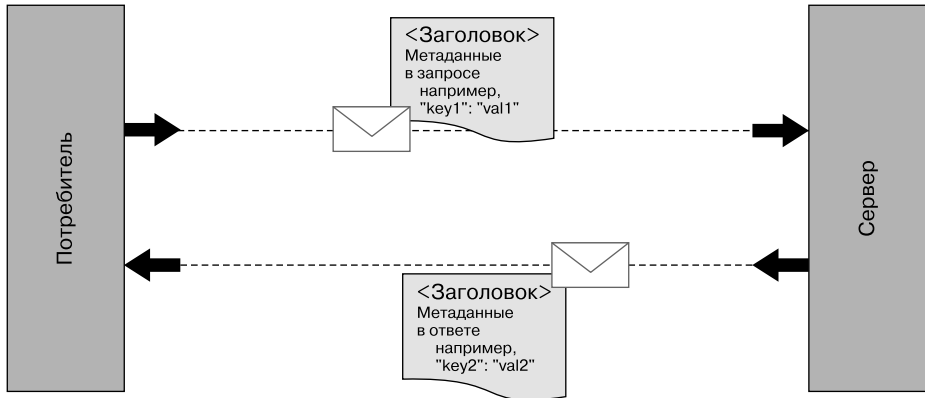 <Заголовок>
Метаданные
в запросе
например,
"key1": "val1"
Потребитель
Сервер
<Заголовок>
Метаданные
в ответе
например,
"key2": "val2"